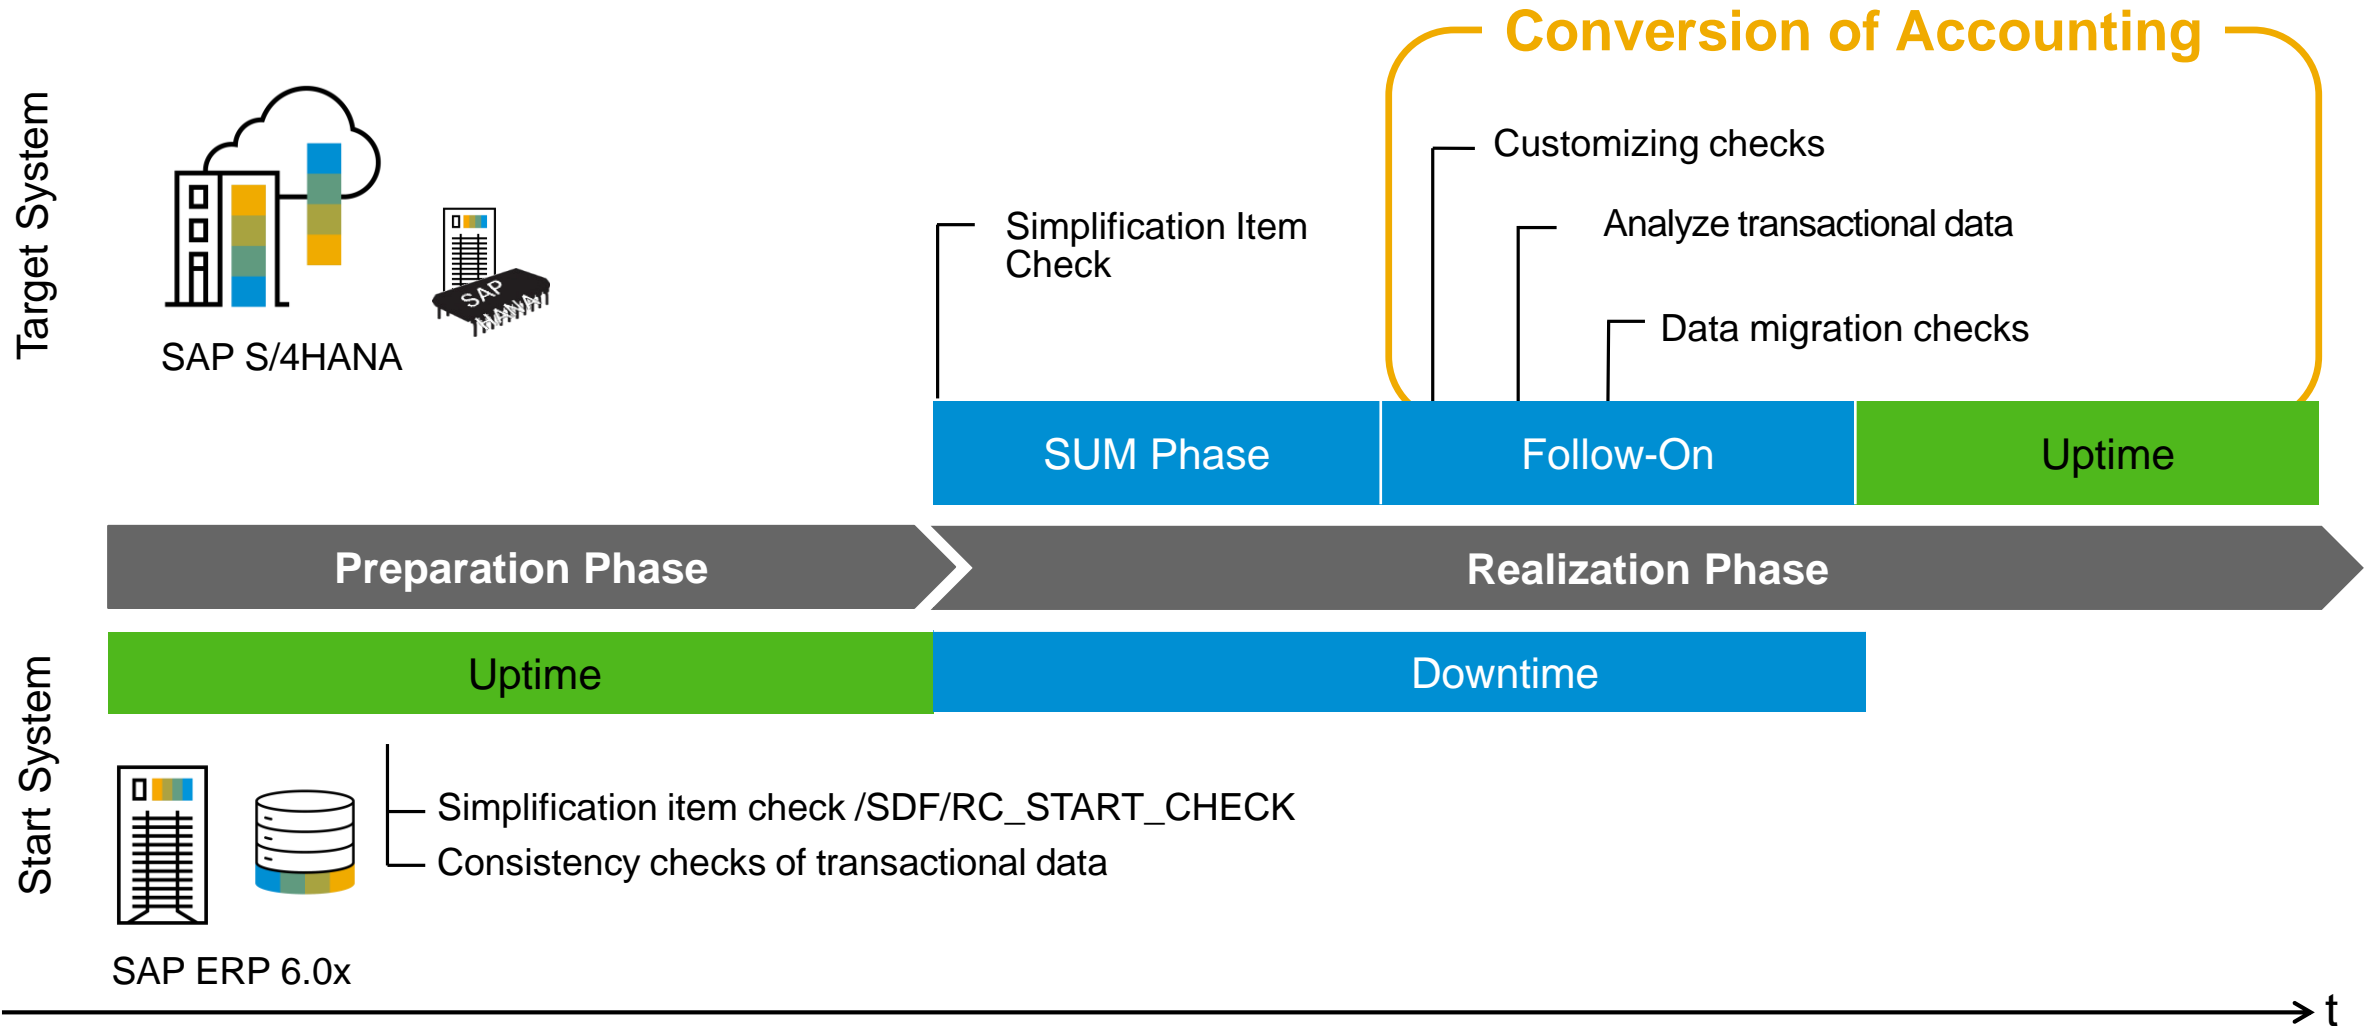 Conversion of Accounting
Target System
Customizing checks
Simplification Item
Check
Analyze transactional data
SAP
HANA
Data migration checks
SAP S/4HANA
SUM Phase
Follow-On
Uptime
Preparation Phase
Realization Phase
Uptime
Downtime
Start System
Simplification item check /SDF/RC_START_CHECK
Consistency checks of transactional data
SAP ERP 6.0x
t